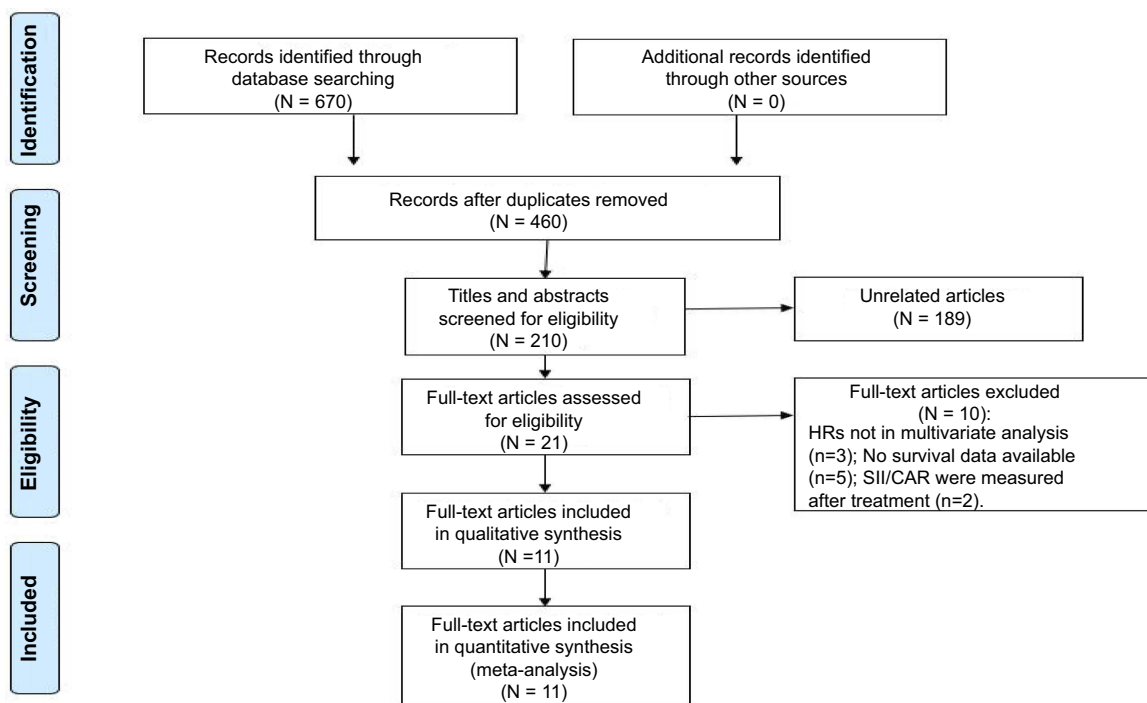 Identification
Records identified through
database searching
(N = 670)
Additional records identified
through other sources
(N = 0)
Screening
Records after duplicates removed
(N = 460)
Titles and abstracts
screened for eligibility
(N = 210)
Unrelated articles
(N = 189)
Eligibility
Full-text articles assessed
for eligibility
(N = 21)
Full-text articles excluded
(N = 10):
HRs not in multivariate analysis
(n=3); No survival data available
(n=5); SII/CAR were measured
after treatment (n=2).
Full-text articles included
in qualitative synthesis
(N =11)
Included
Full-text articles included
in quantitative synthesis
(meta-analysis)
(N = 11)